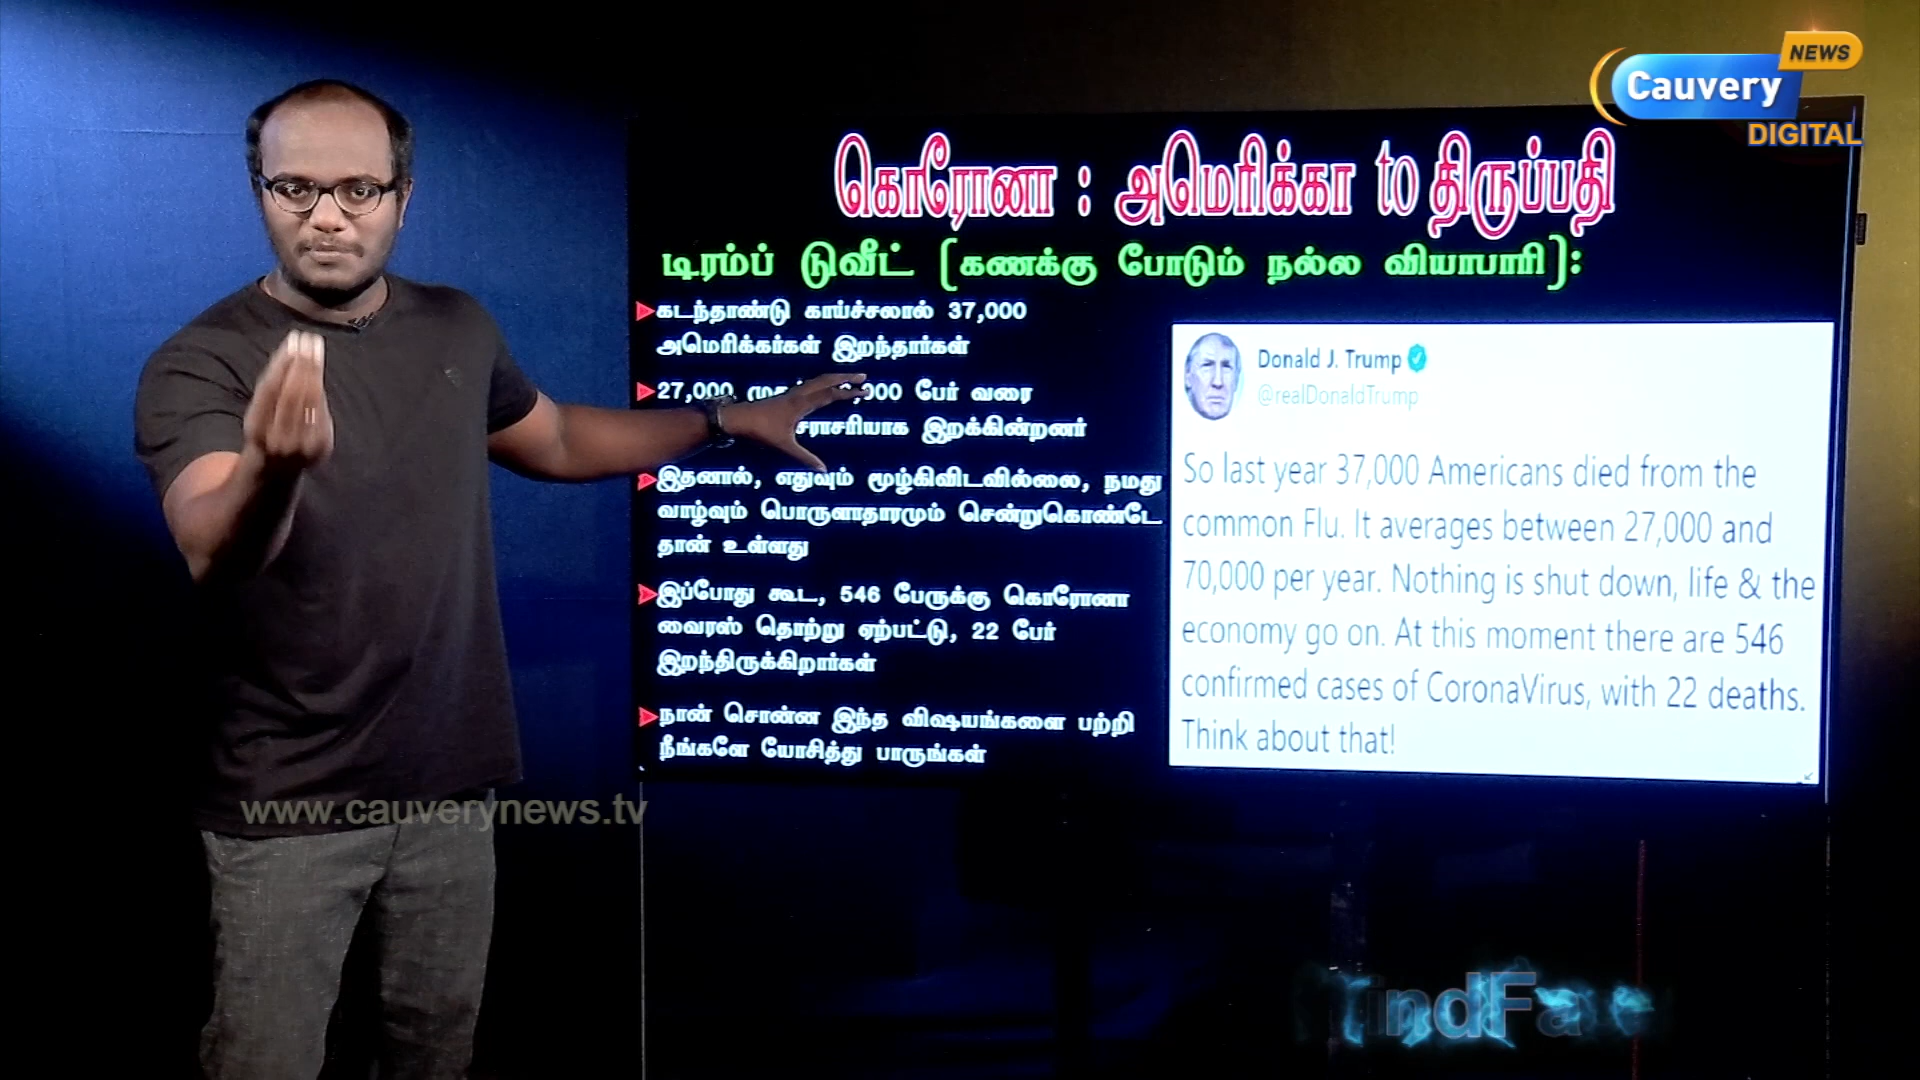 Cauvery
NEWS
DIGITAL
கொரோனா : அமெரிக்கா to திருப்பதி
டிரம்ப் டுவீட் (கணக்கு போடும் நல்ல வியாபாரி):
கடந்தாண்டு காய்ச்சலால் 37,000
அமெரிக்கர்கள் இறந்தார்கள்
27,000 பேர் வரை
சராசரியாக இறக்கின்றனர்
இதனால், எதுவும் மூழ்கிவிடவில்லை, நமது
வாழ்வும் பொருளாதாரமும் சென்றுகொண்டே
தான் உள்ளது
இப்போது கூட, 546 பேருக்கு கொரோனா
வைரஸ் தொற்று ஏற்பட்டு, 22 பேர்
இறந்திருக்கிறார்கள்
நான் சொன்ன இந்த விஷயங்களை பற்றி
நீங்களே யோசித்து பாருங்கள்
Donald J. Trump
@realDonaldTrump
So last year 37,000 Americans died from the
common Flu. It averages between 27,000 and
70,000 per year. Nothing is shut down, life & the
economy go on. At this moment there are 546
confirmed cases of CoronaVirus, with 22 deaths.
Think about that!
www.cauverynews.tv